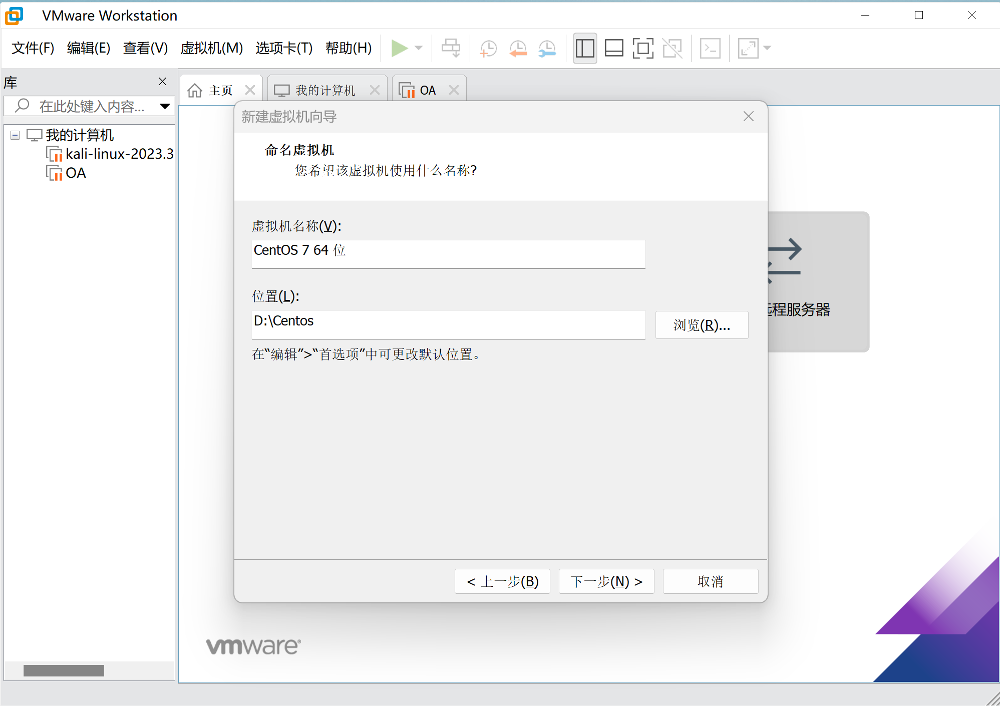 VMware Workstation
文件(F) 编辑(E) 查看(V) 虚拟机(M) 选项卡(T) 帮助(H)
库
在此处键入内容...
我的计算机
kali-linux-2023.3
OA
主页 我的计算机 OA
新建虚拟机向导
命名虚拟机
您希望该虚拟机使用什么名称?
虚拟机名称(V):
CentOS 7 64 位
位置(L):
D:\Centos
浏览(R)...
在“编辑”>“首选项”中可更改默认位置。
程服务器
< 上一步(B) 下一步(N) > 取消
vmware®